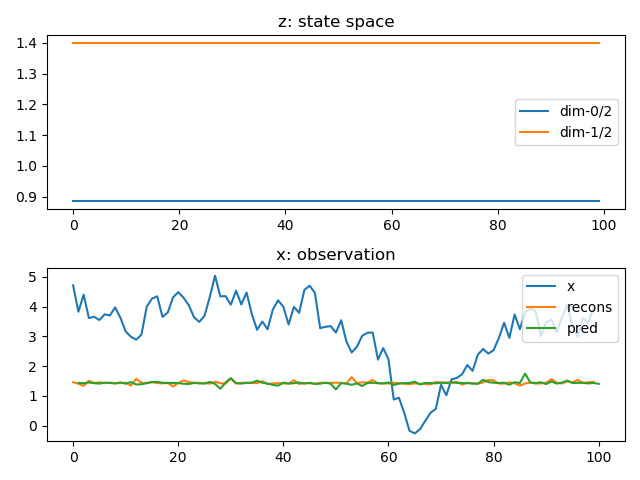 z: state space
1.4
1.3
1.2
1.1
1.0
0.9
dim-0/2
dim-1/2
0 20 40 60 80 100
x: observation
5
4
3
2
1
0
x
recons
pred
0 20 40 60 80 100